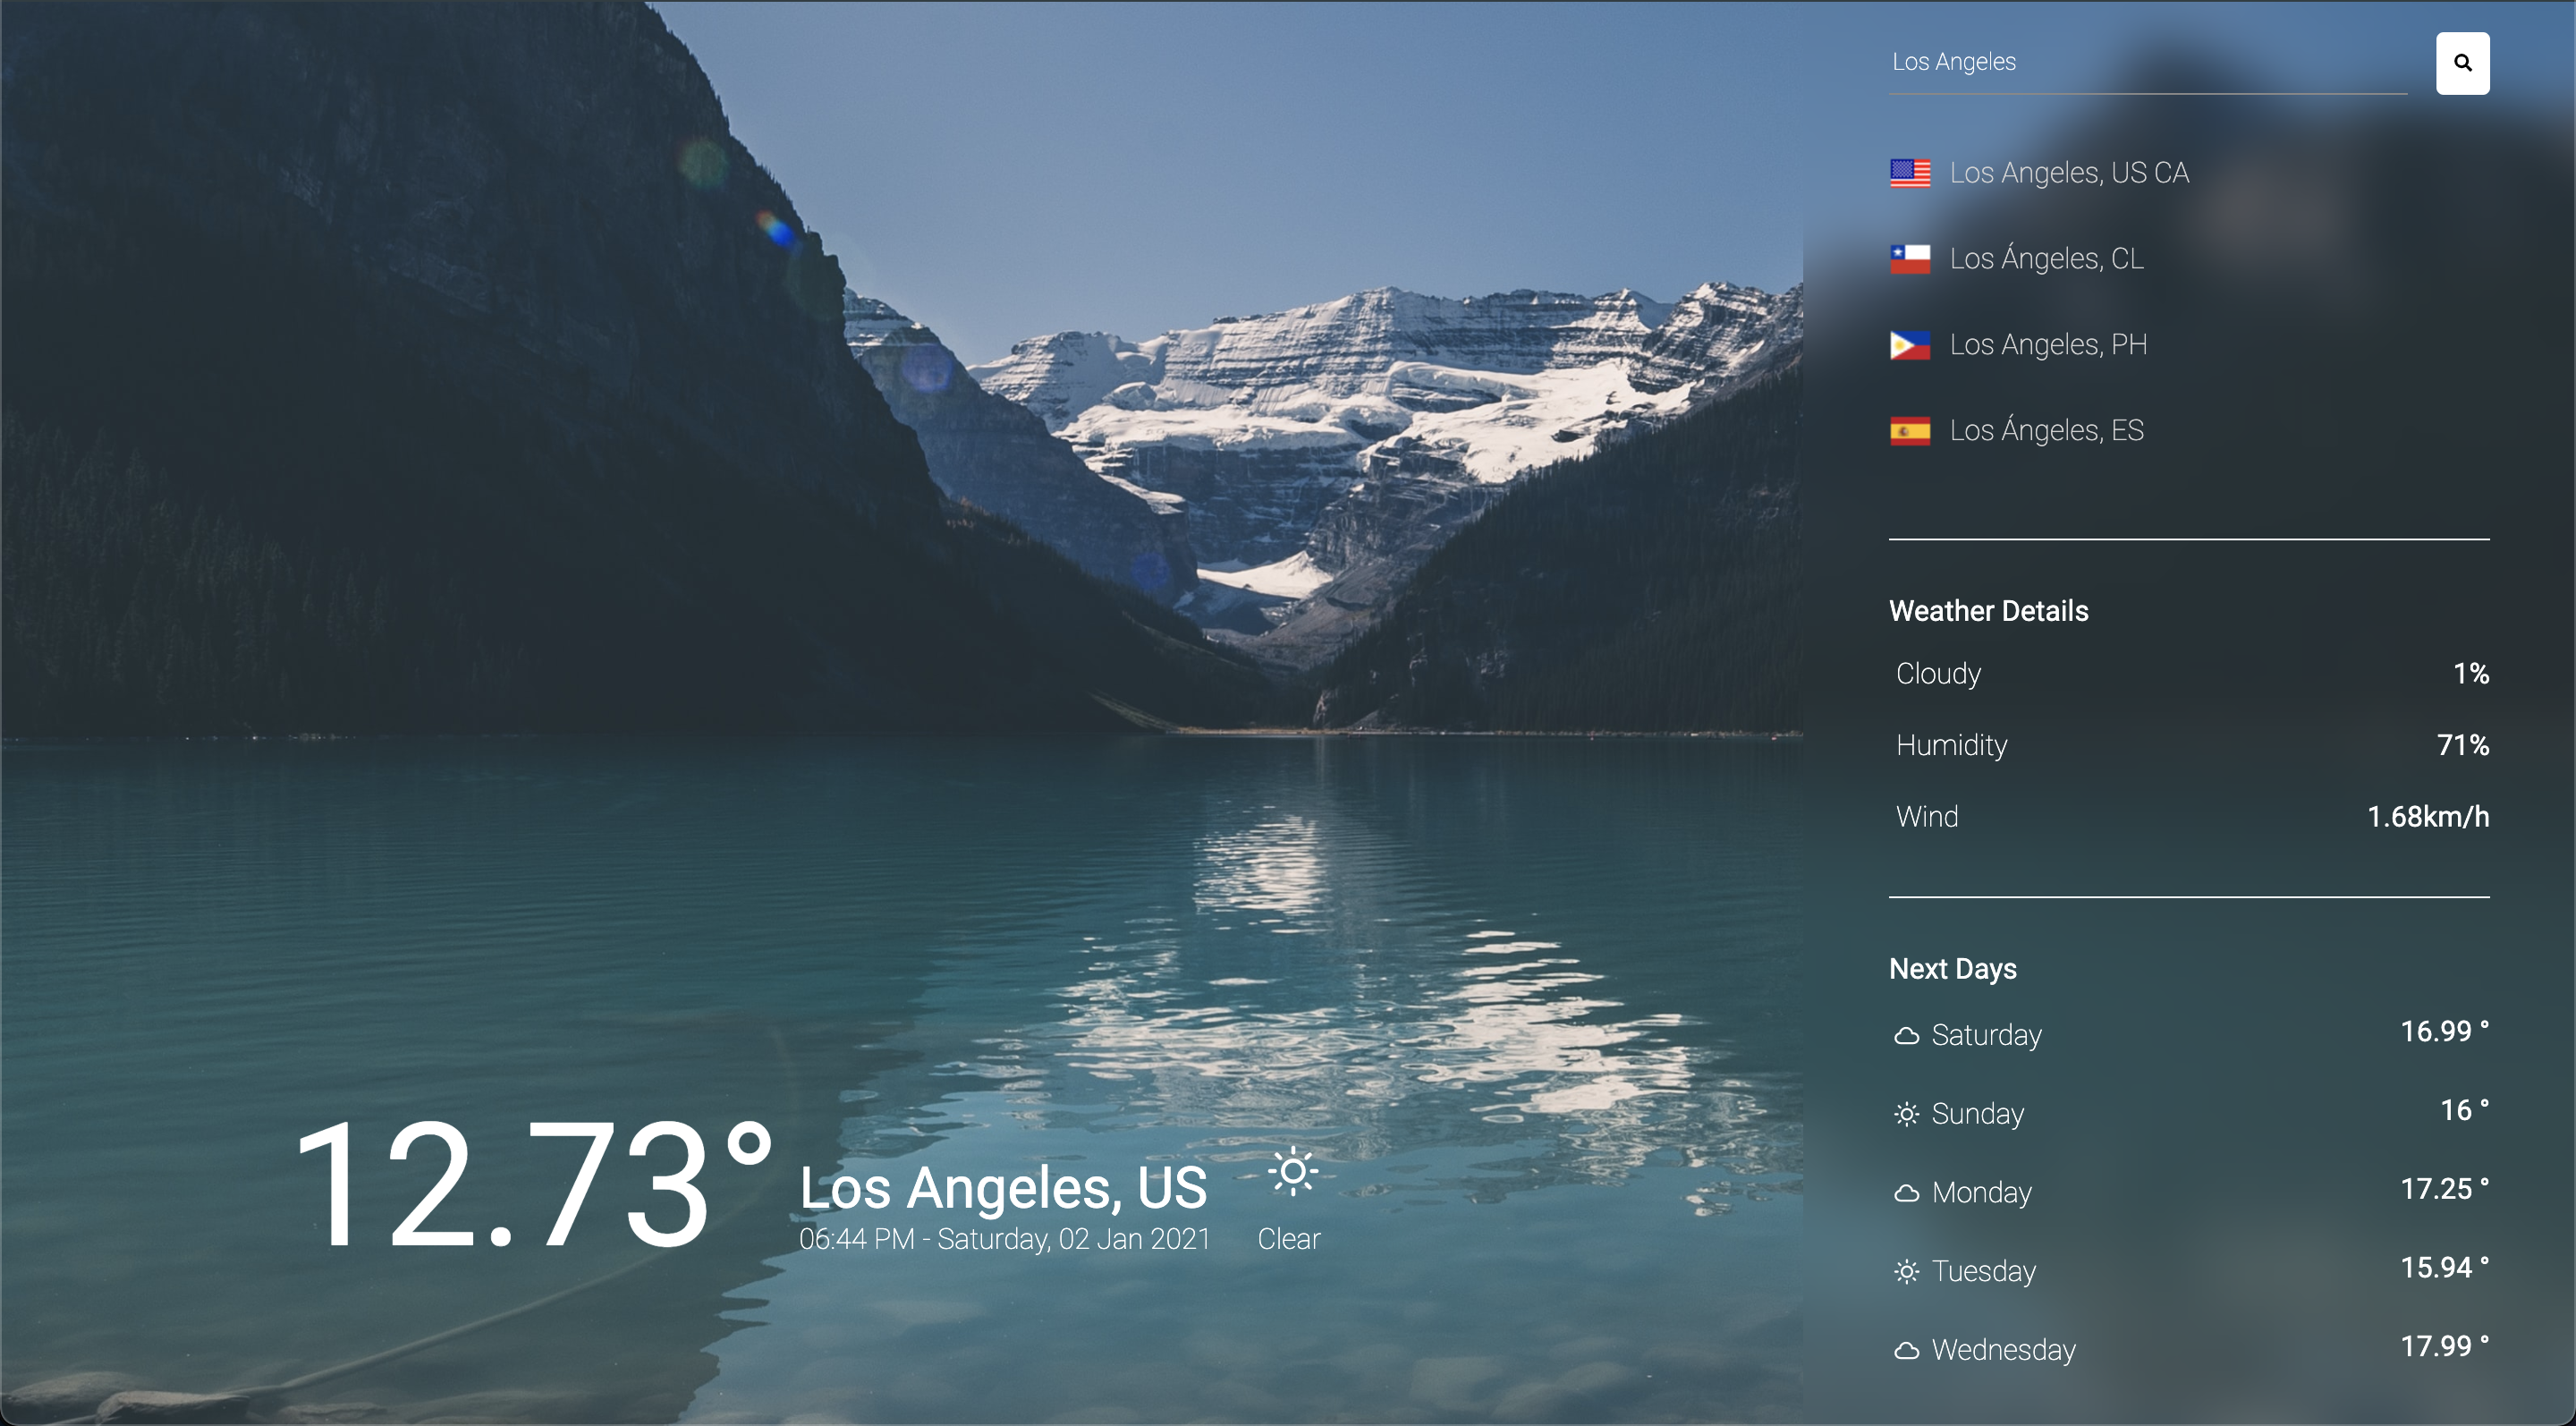 Los Angeles
Los Angeles, US CA
Los Ángeles, CL
Los Angeles, PH
Los Ángeles, ES
Weather Details
Cloudy 1%
Humidity 71%
Wind 1.68km/h
Next Days
Saturday 16.99 °
Sunday 16 °
Monday 17.25 °
Tuesday 15.94 °
Wednesday 17.99 °
12.73°
Los Angeles, US
06:44 PM - Saturday, 02 Jan 2021
Clear